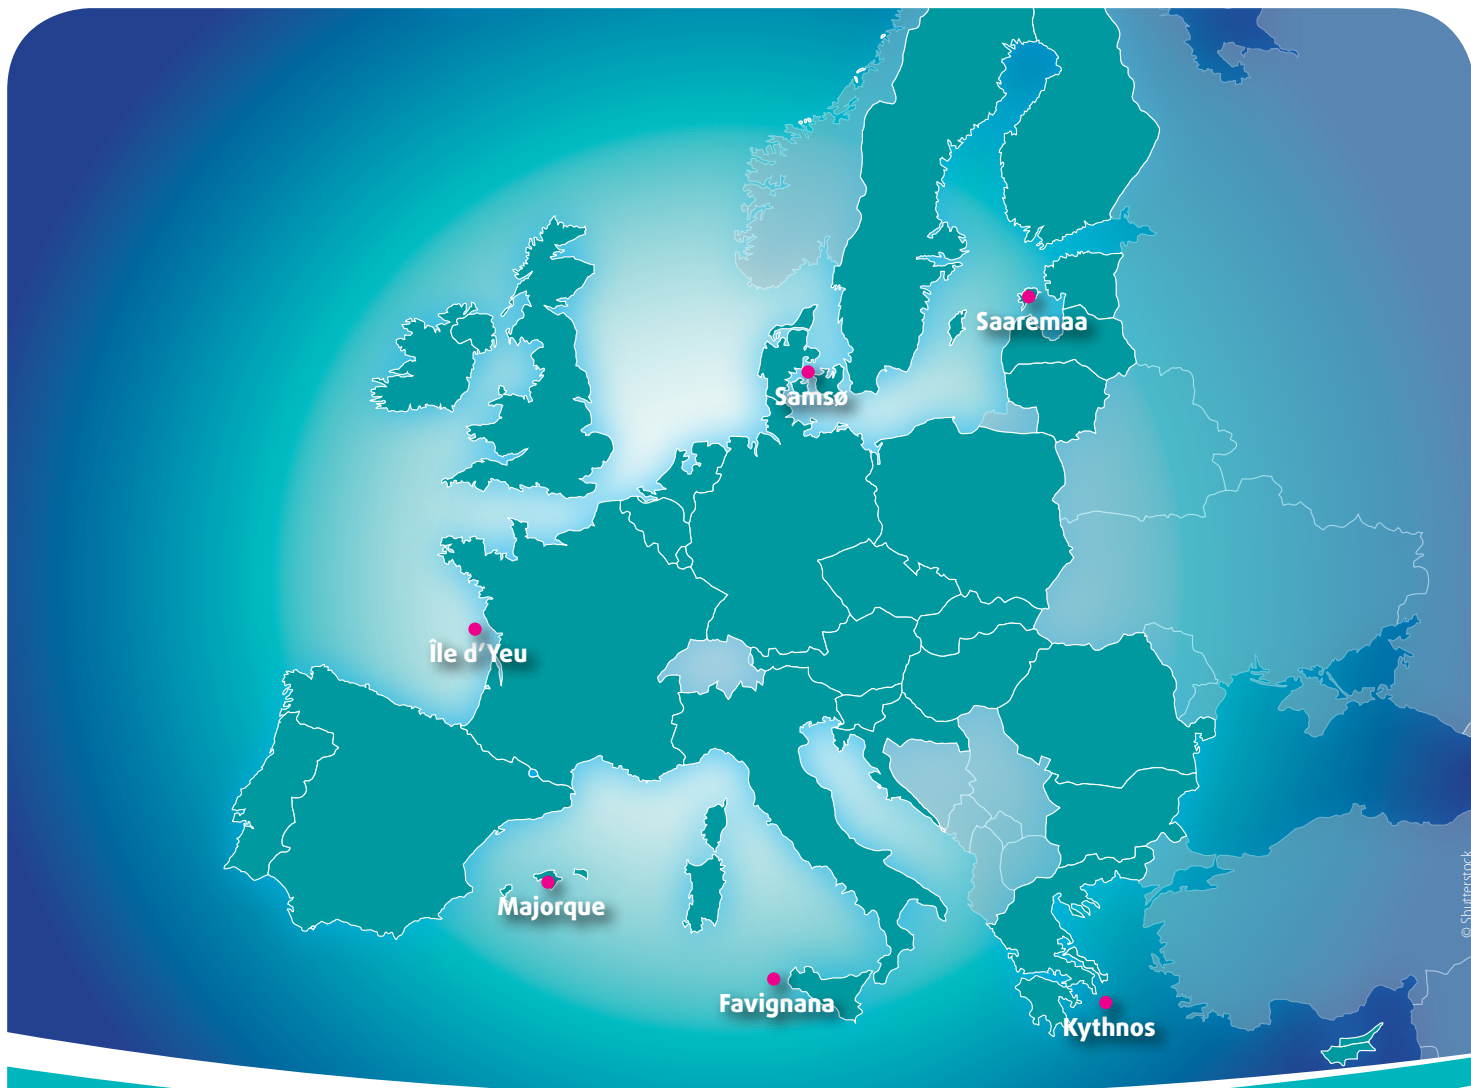 Saaremaa
Samsø
Île d'Yeu
Majorque
Favignana
Kythnos
© Shutterstock